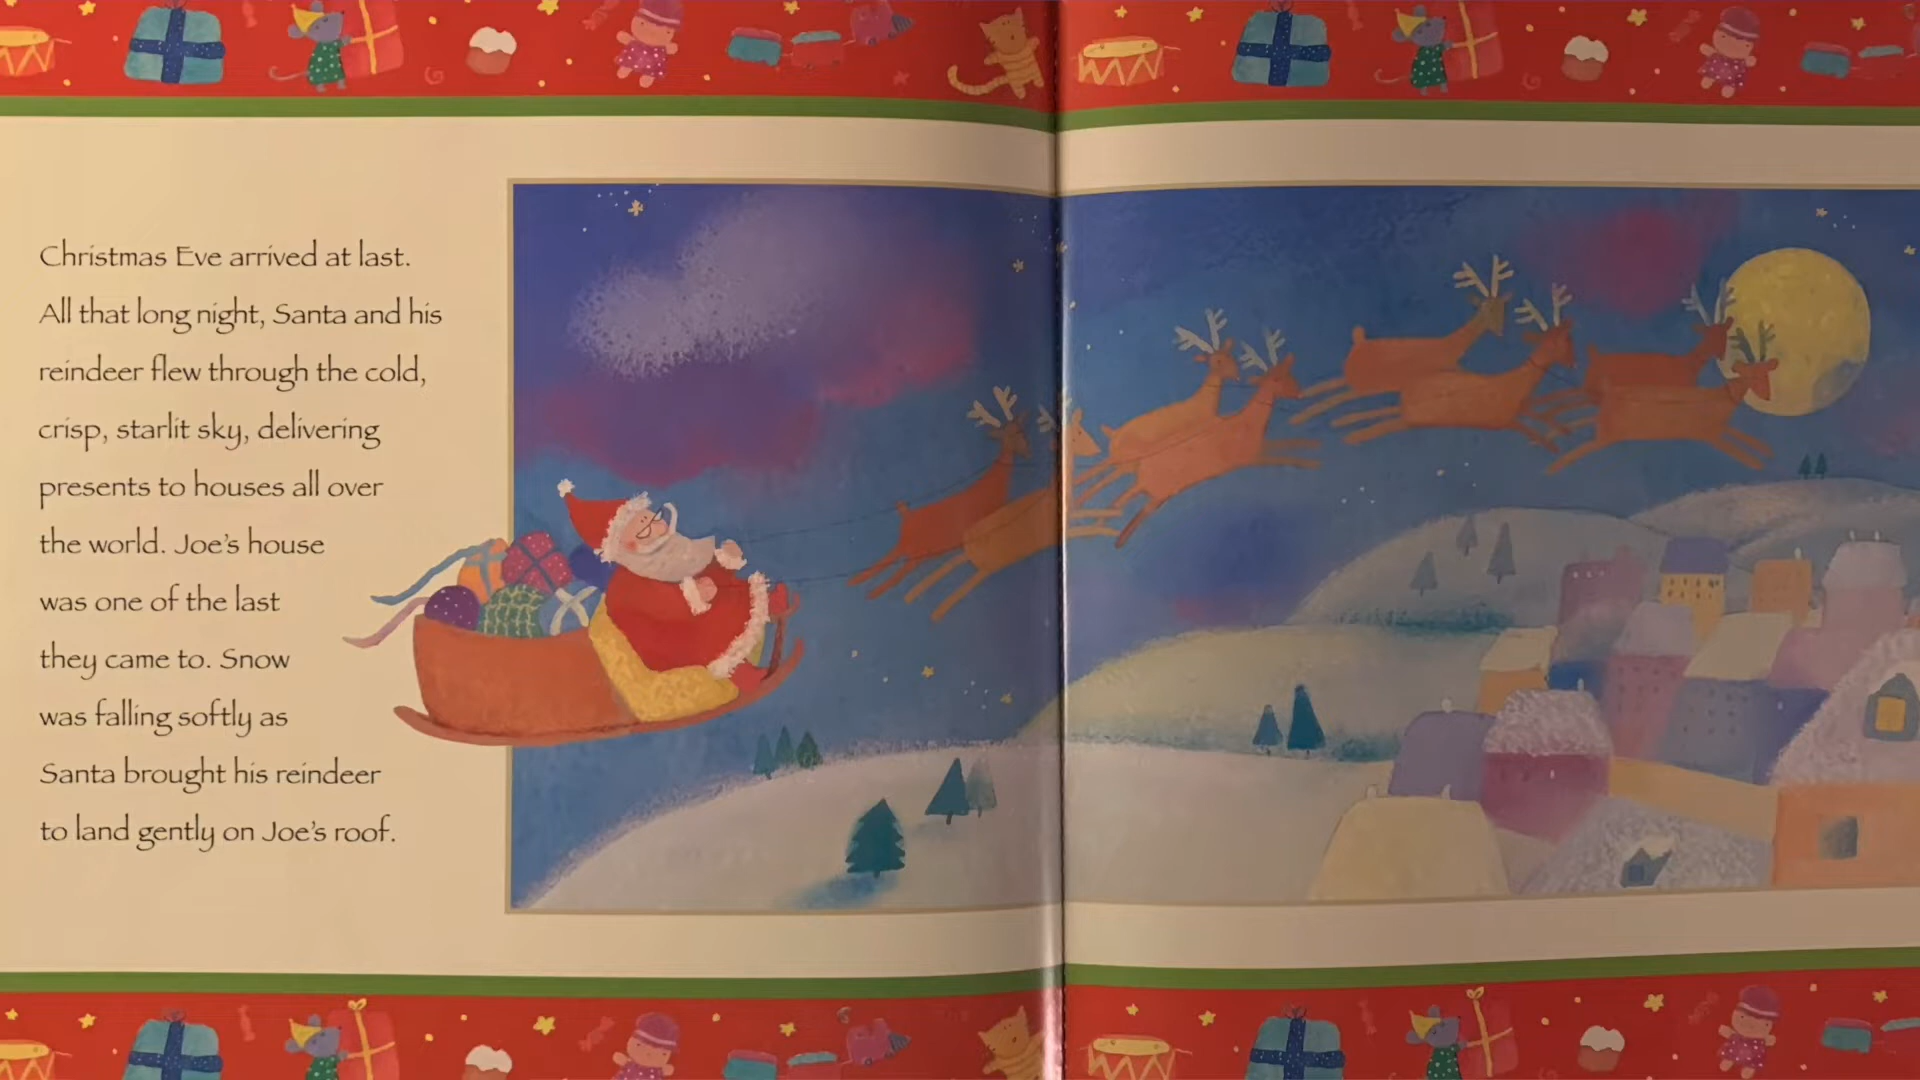 Christmas Eve arrived at last.
All that long night, Santa and his
reindeer flew through the cold,
crisp, starlit sky, delivering
presents to houses all over
the world. Joe's house
was one of the last
they came to. Snow
was falling softly as
Santa brought his reindeer
to land gently on Joe's roof.